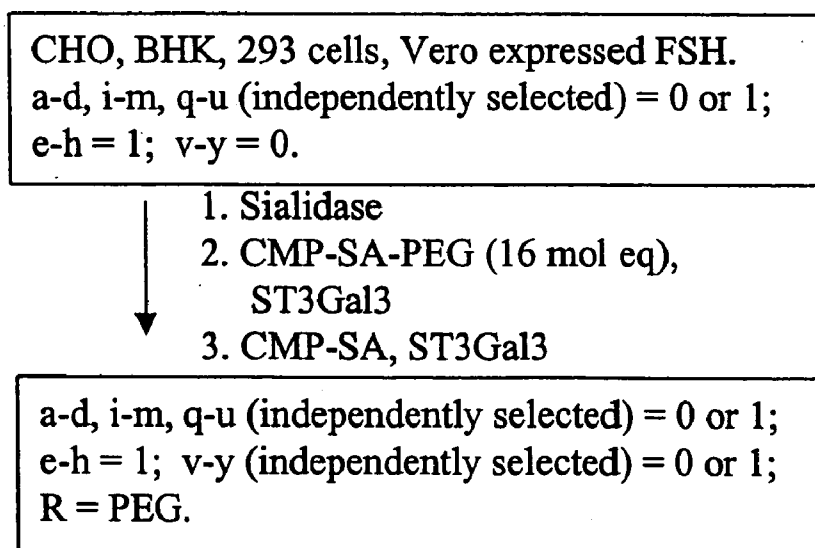 CHO, BHK, 293 cells, Vero expressed FSH.
a-d, i-m, q-u (independently selected) = 0 or 1;
e-h = 1; v-y = 0.
1. Sialidase
2. CMP-SA-PEG (16 mol eq),
ST3Gal3
3. CMP-SA, ST3Gal3
a-d, i-m, q-u (independently selected) = 0 or 1;
e-h = 1; v-y (independently selected) = 0 or 1;
R = PEG.